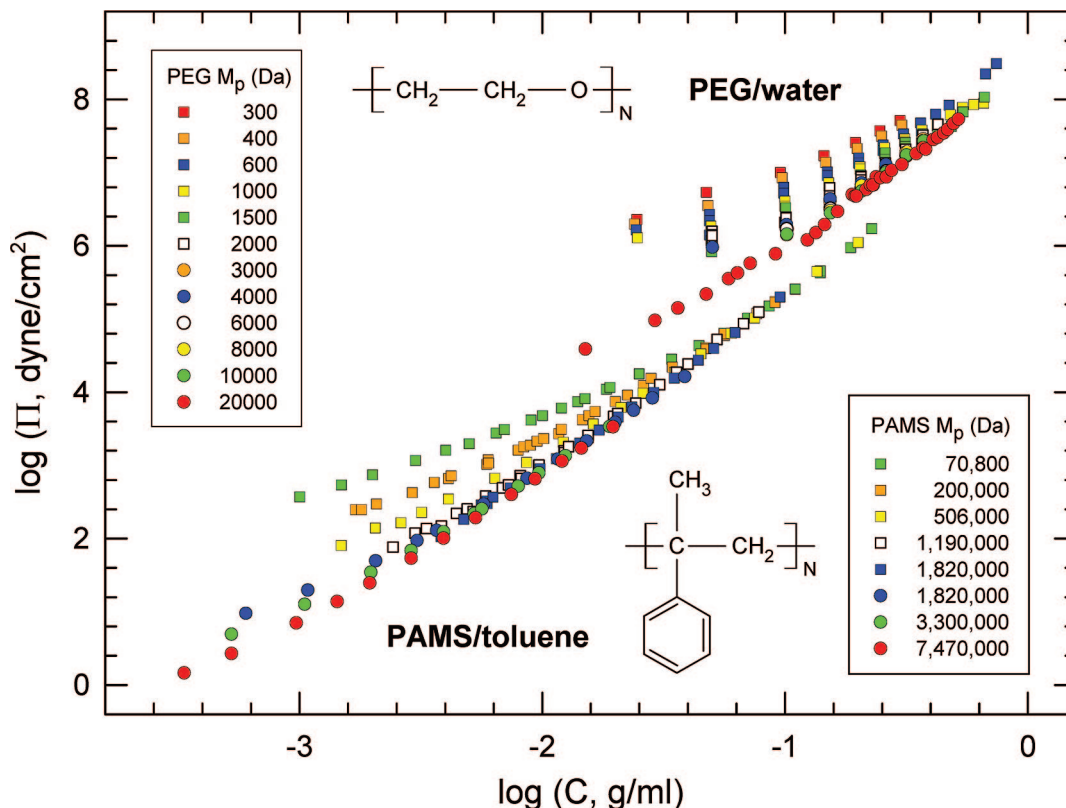 PEG Mp (Da)
300
400
600
1000
1500
2000
3000
4000
6000
8000
10000
20000
CH2 CH2 O N
PEG/water
PAMS/toluene
CH3
C CH2 N
PAMS Mp (Da)
70,800
200,000
506,000
1,190,000
1,820,000
1,820,000
3,300,000
7,470,000
log (Π, dyne/cm²)
8
6
4
2
0
-3 -2 -1 0
log (C, g/ml)